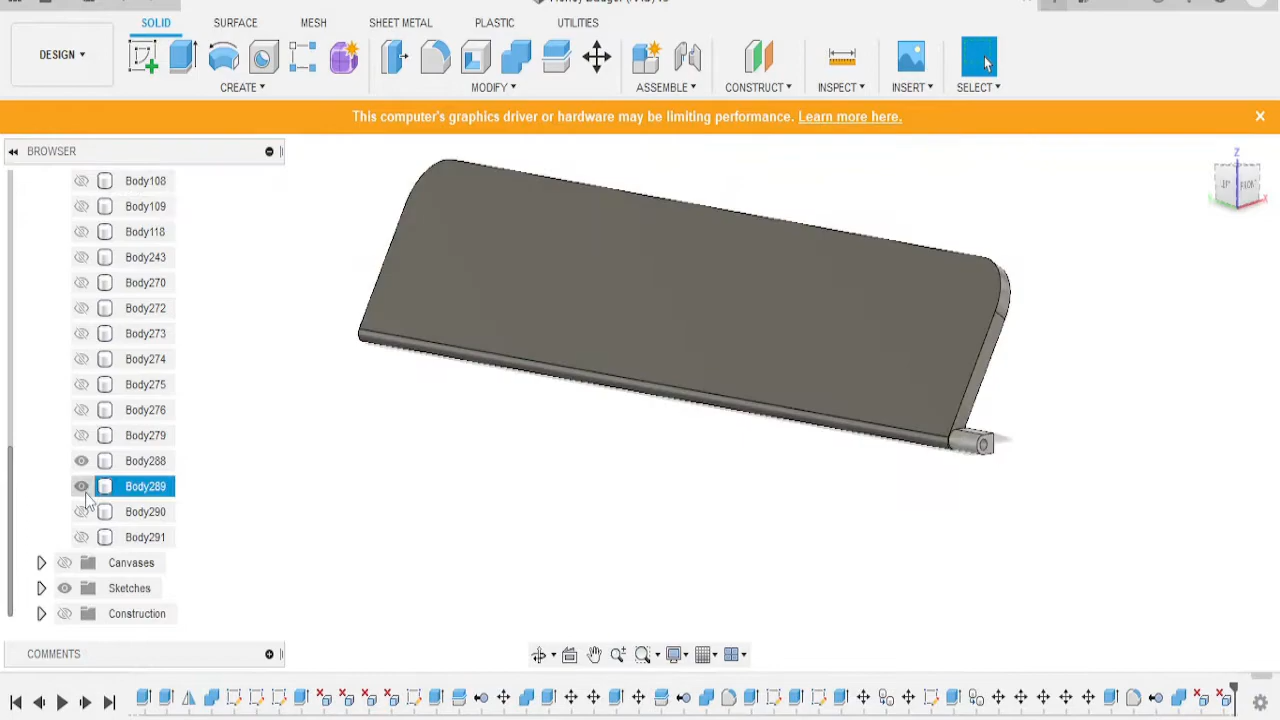 SOLID SURFACE MESH SHEET METAL PLASTIC UTILITIES
DESIGN
CREATE MODIFY ASSEMBLE CONSTRUCT INSPECT INSERT SELECT
This computer's graphics driver or hardware may be limiting performance. Learn more here.
BROWSER
Body108
Body109
Body118
Body243
Body270
Body272
Body273
Body274
Body275
Body276
Body279
Body288
Body289
Body290
Body291
Canvases
Sketches
Construction
COMMENTS
Z
LEFT FRONT